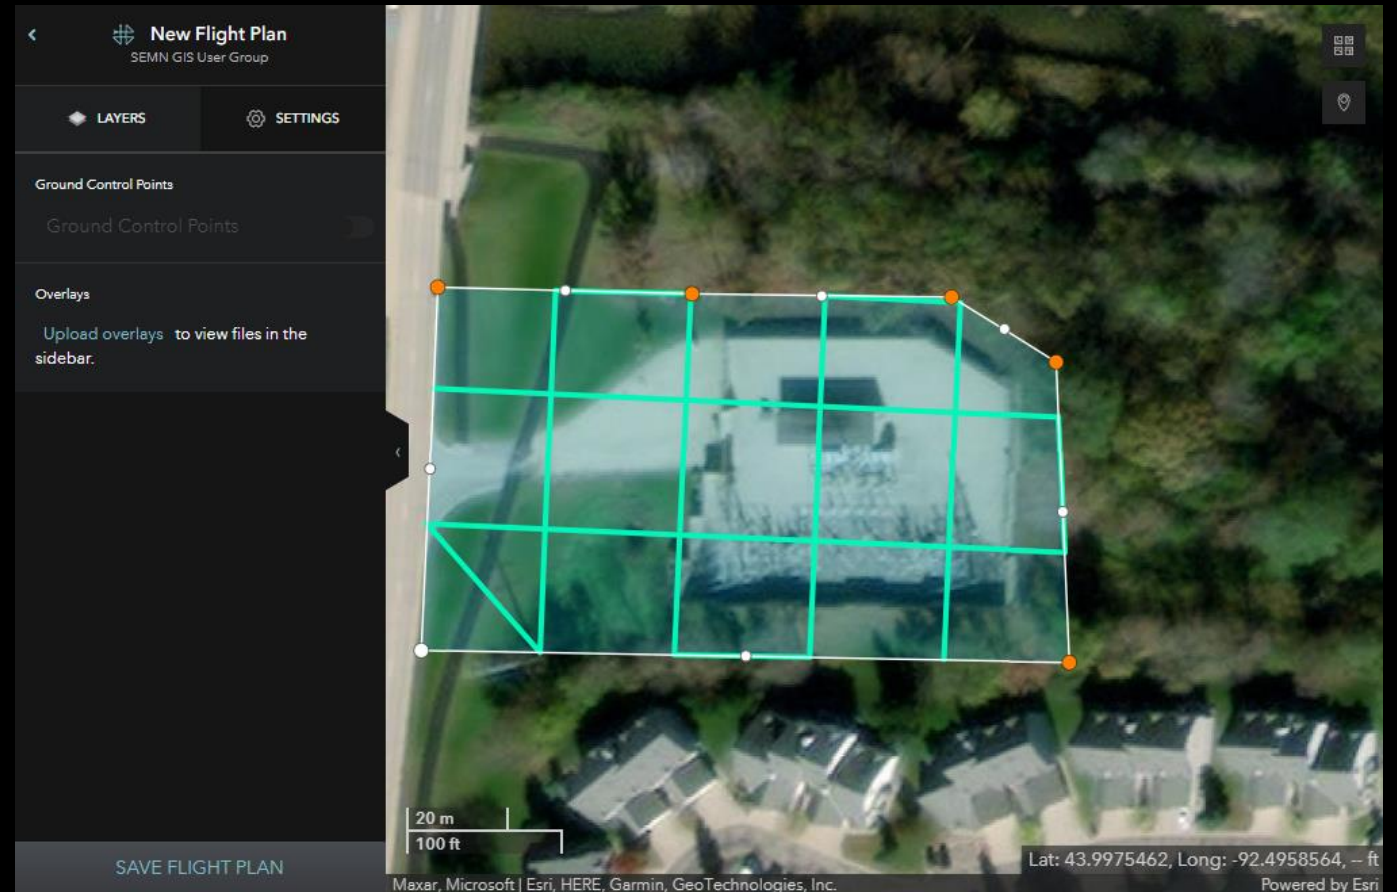 New Flight Plan
SEMN GIS User Group
LAYERS
SETTINGS
Ground Control Points
Ground Control Points
Overlays
Upload overlays to view files in the
sidebar.
SAVE FLIGHT PLAN
20 m
100 ft
Lat: 43.9975462, Long: -92.4958564, -- ft
Maxar, Microsoft | Esri, HERE, Garmin, GeoTechnologies, Inc.
Powered by Esri